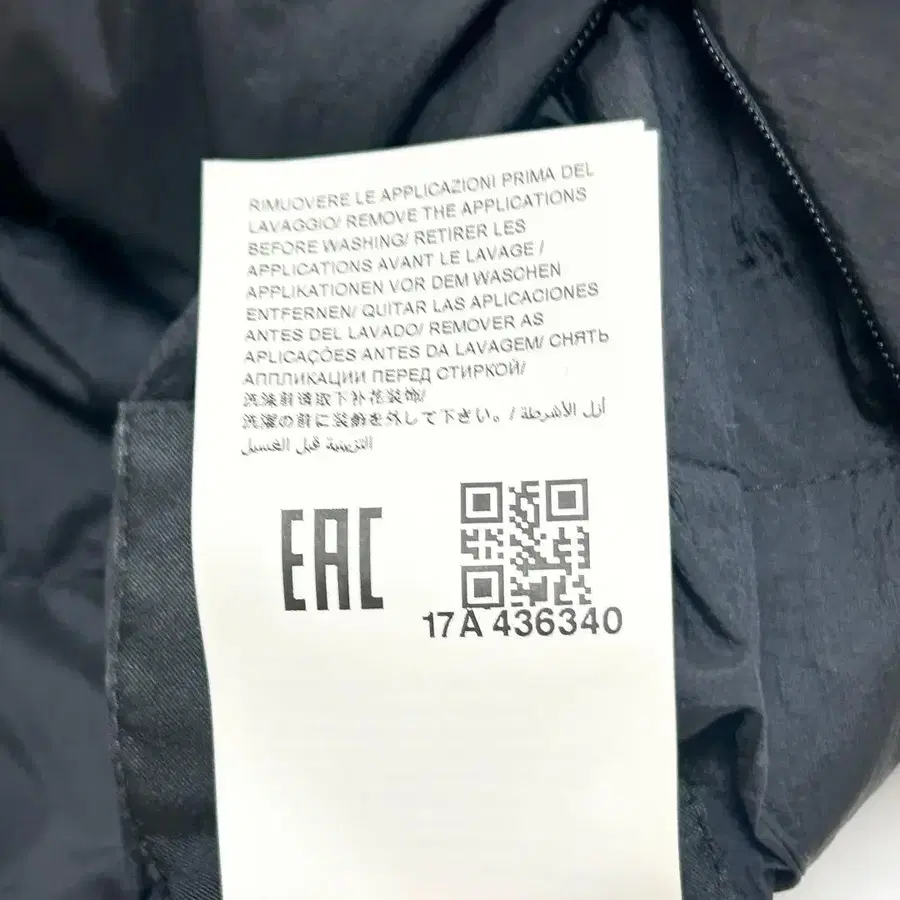 RIMUOVERE LE APPLICAZIONI PRIMA DEL
LAVAGGIO/ REMOVE THE APPLICATIONS
BEFORE WASHING/ RETIRER LES
APPLICATIONS AVANT LE LAVAGE /
APPLIKATIONEN VOR DEM WASCHEN
ENTFERNEN/ QUITAR LAS APLICACIONES
ANTES DEL LAVADO/ REMOVER AS
APLICAÇÕES ANTES DA LAVAGEM/ СНЯТЬ
АППЛИКАЦИИ ПЕРЕД СТИРКОЙ/
洗涤前请取下补花装饰/
洗濯の前に装飾を外して下さい。/ أزل الأشرطة
التزيينية قبل الغسيل
EAC
17A 436340